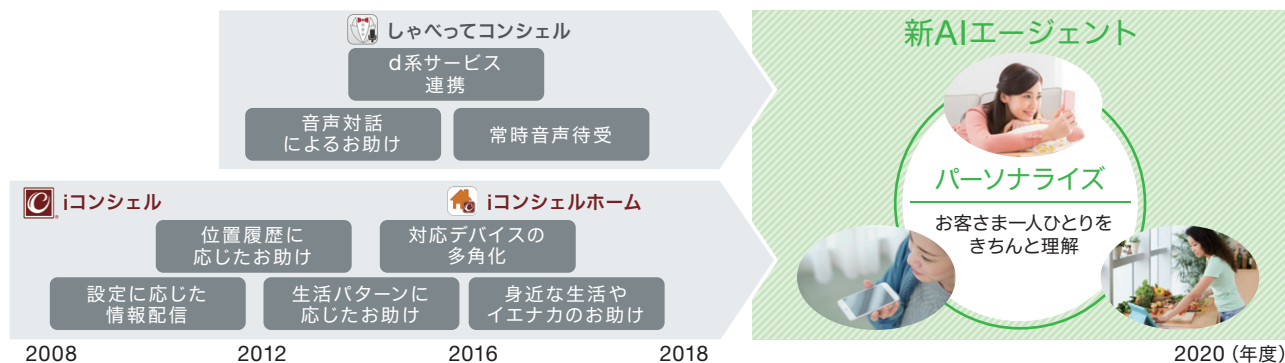 しゃべってコンシェル
d系サービス
連携
音声対話
によるお助け
常時音声待受
iコンシェル
iコンシェルホーム
位置履歴に
応じたお助け
対応デバイスの
多角化
設定に応じた
情報配信
生活パターンに
応じたお助け
身近な生活や
イエナカのお助け
新AIエージェント
パーソナライズ
お客さま一人ひとりを
きちんと理解
2008
2012
2016
2018
2020 (年度)